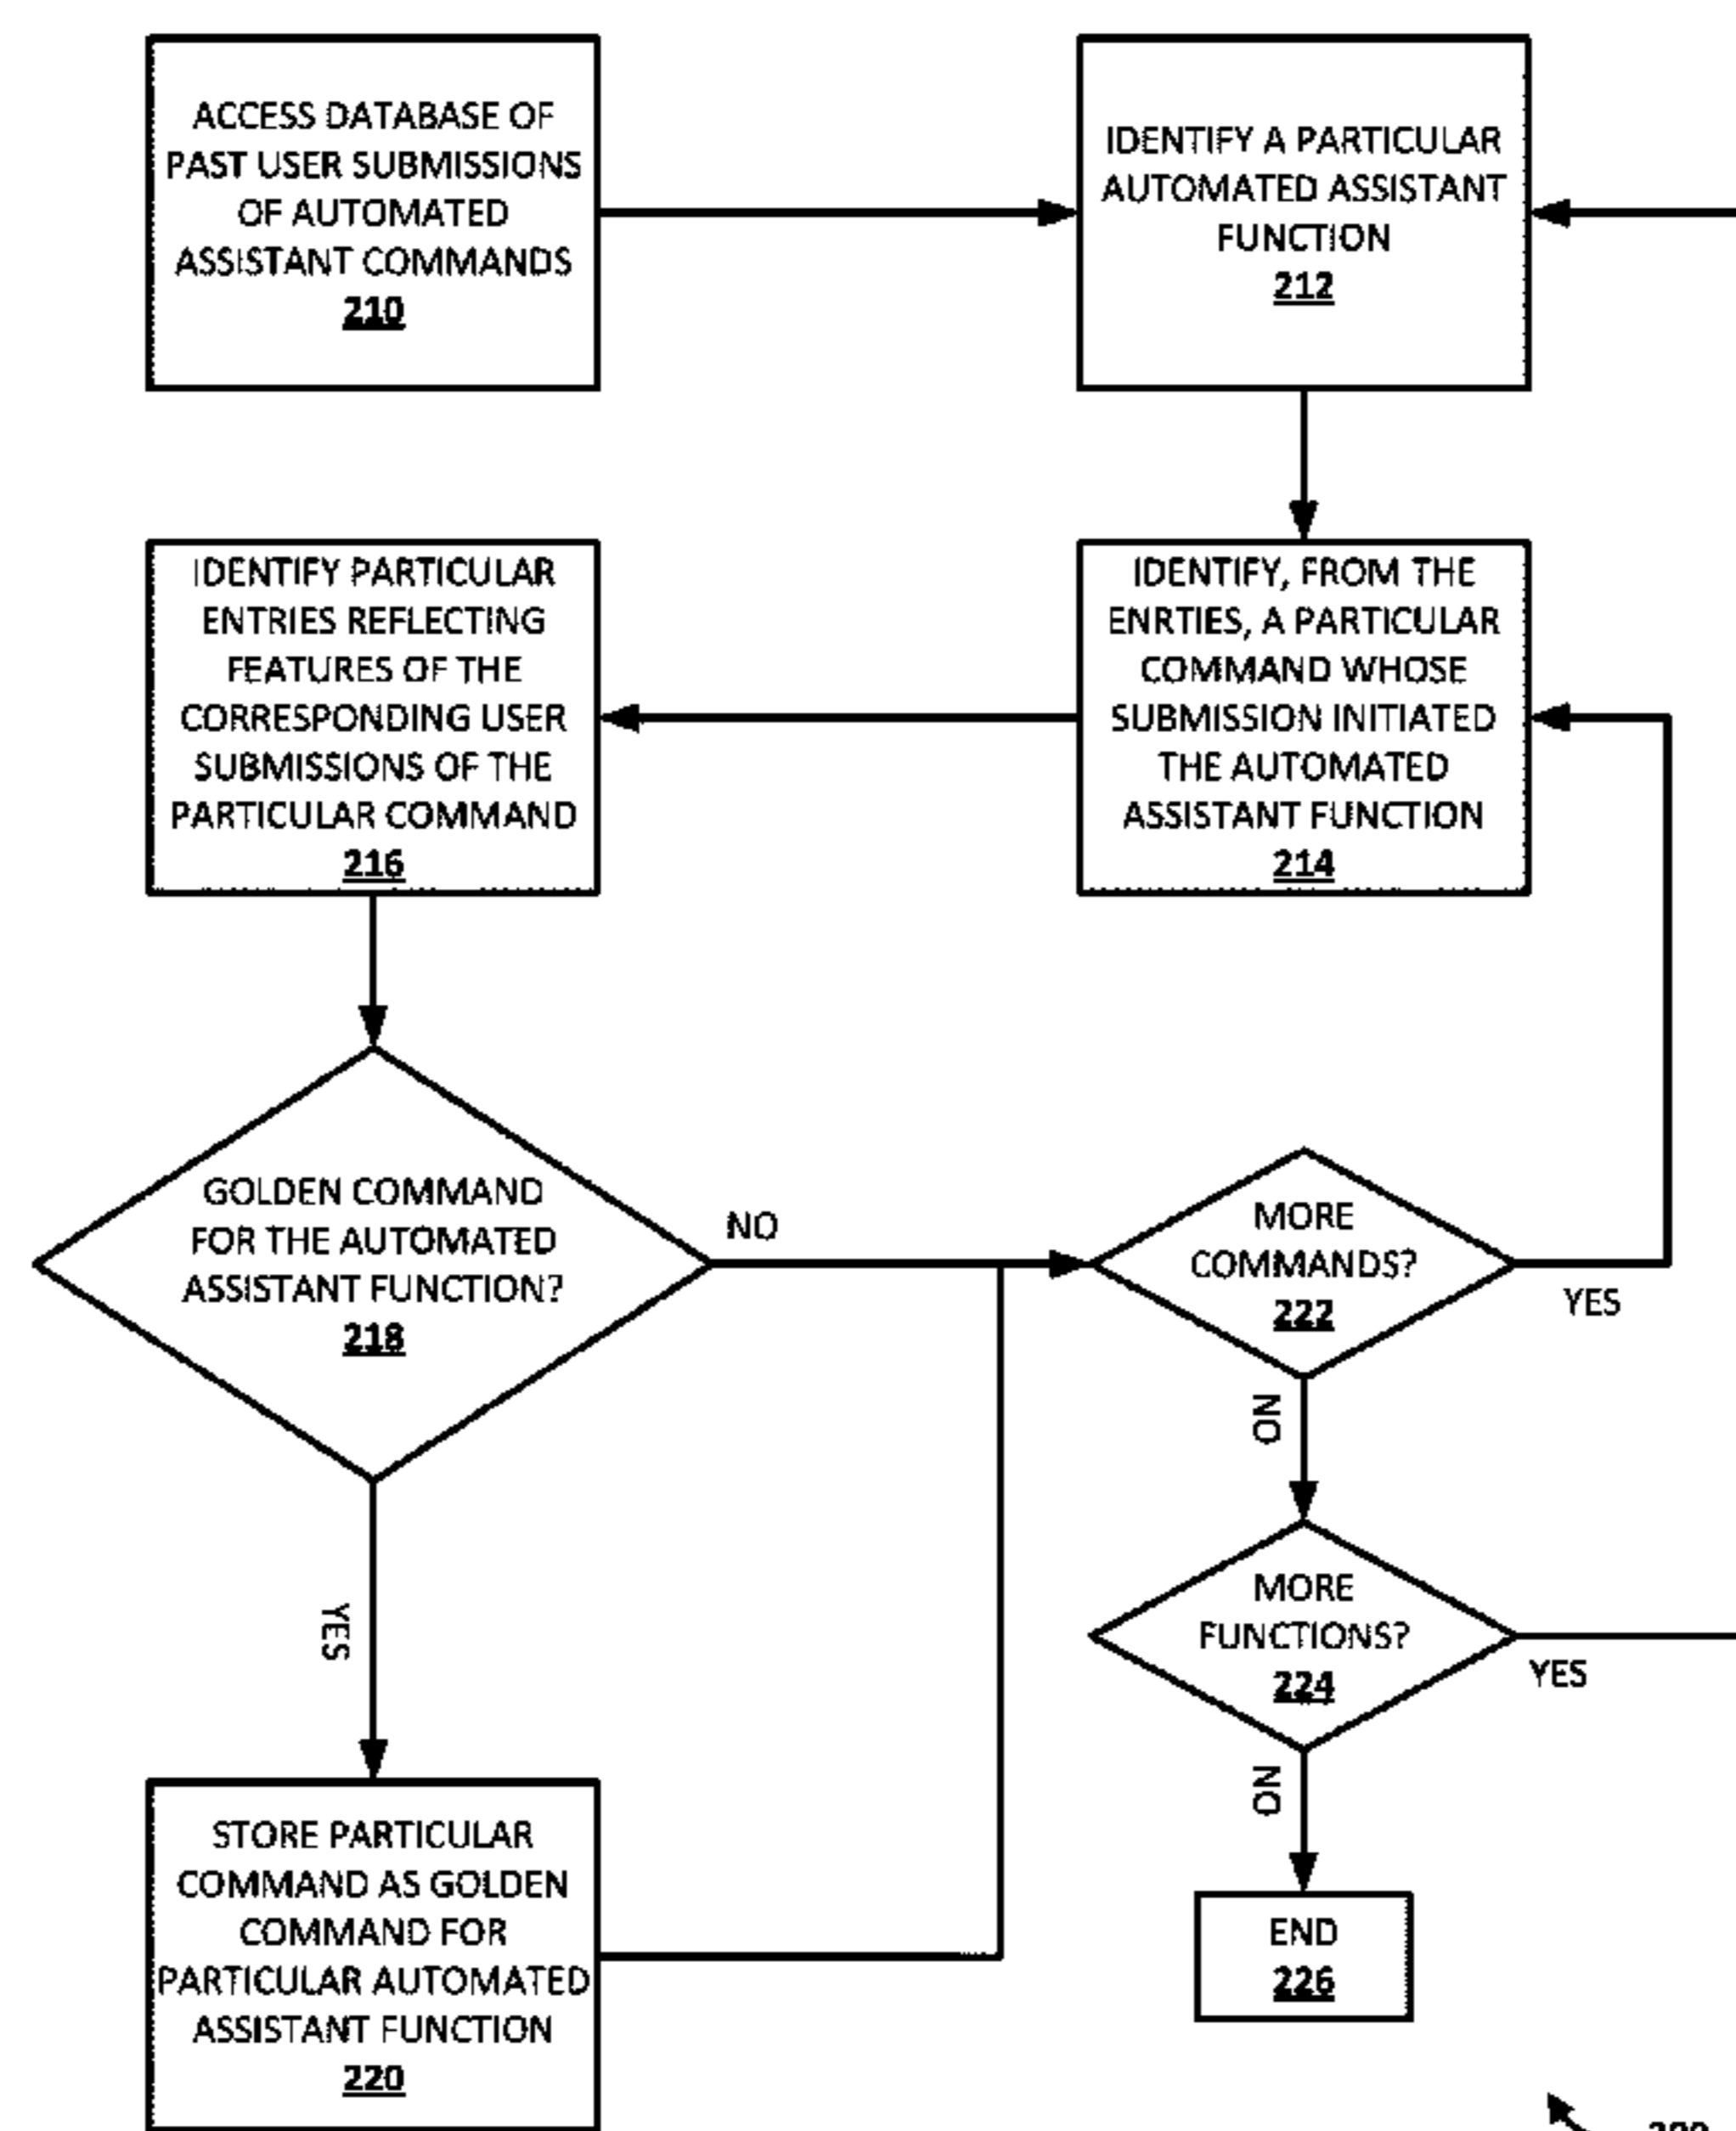 ACCESS DATABASE OF
PAST USER SUBMISSIONS
OF AUTOMATED
ASSISTANT COMMANDS
210
IDENTIFY A PARTICULAR
AUTOMATED ASSISTANT
FUNCTION
212
IDENTIFY, FROM THE
ENRTIES, A PARTICULAR
COMMAND WHOSE
SUBMISSION INITIATED
THE AUTOMATED
ASSISTANT FUNCTION
214
IDENTIFY PARTICULAR
ENTRIES REFLECTING
FEATURES OF THE
CORRESPONDING USER
SUBMISSIONS OF THE
PARTICULAR COMMAND
216
GOLDEN COMMAND
FOR THE AUTOMATED
ASSISTANT FUNCTION?
218
NO
YES
STORE PARTICULAR
COMMAND AS GOLDEN
COMMAND FOR
PARTICULAR AUTOMATED
ASSISTANT FUNCTION
220
MORE
COMMANDS?
222
YES
NO
MORE
FUNCTIONS?
224
YES
NO
END
226